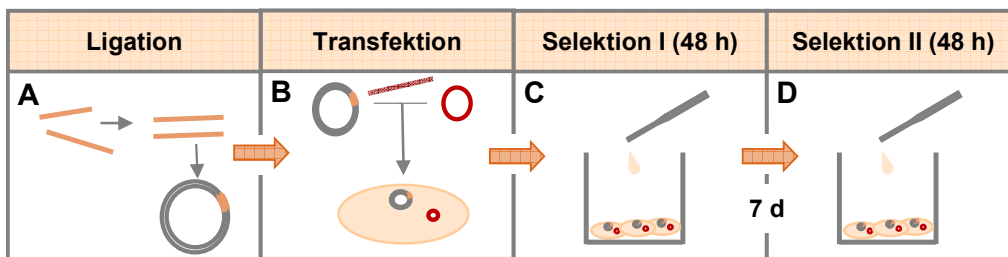 Ligation
Transfektion
Selektion I (48 h)
Selektion II (48 h)
A
B
C
D
7 d